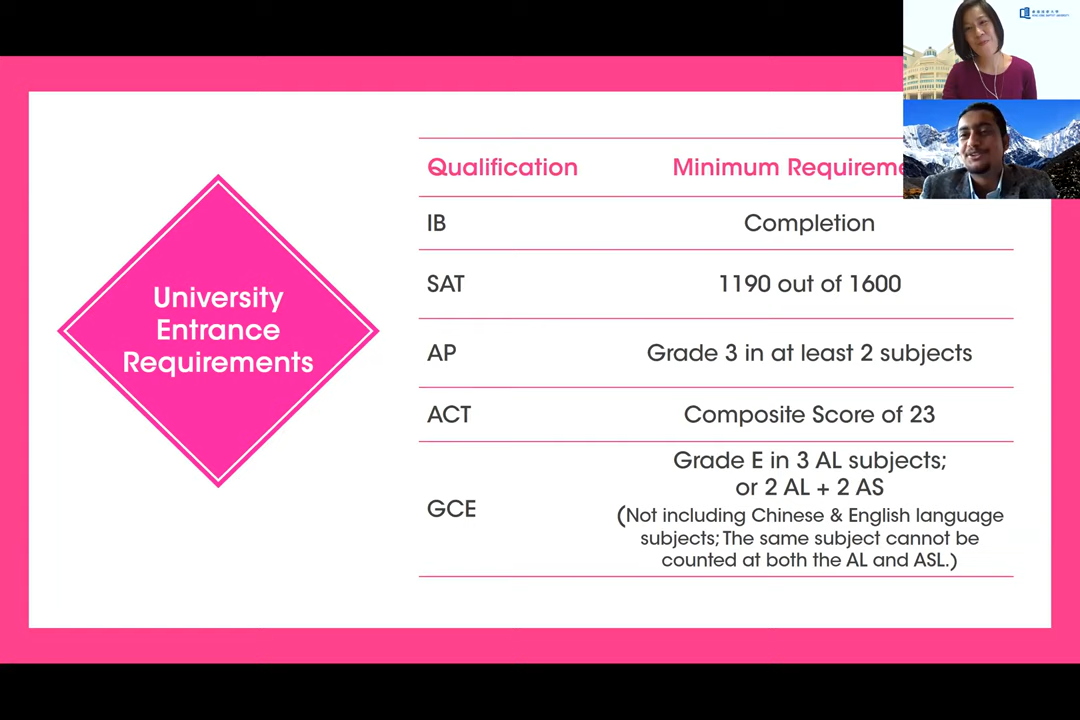 University
Entrance
Requirements
Qualification Minimum Requireme
IB Completion
SAT 1190 out of 1600
AP Grade 3 in at least 2 subjects
ACT Composite Score of 23
GCE
Grade E in 3 AL subjects;
or 2 AL + 2 AS
(Not including Chinese & English language
subjects; The same subject cannot be
counted at both the AL and ASL.)